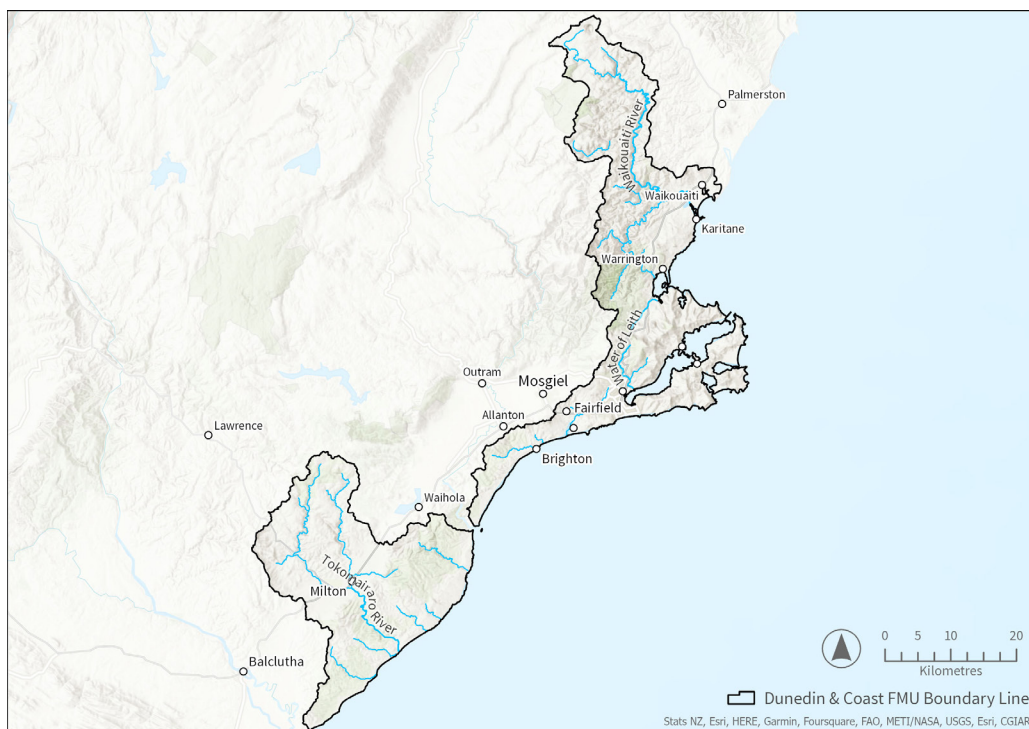 Palmerston
Waikouaiti River
Waikouaiti
Karitane
Warrington
Water of Leith
Outram
Mosgiel
Fairfield
Allanton
Lawrence
Brighton
Waihola
Tokomairaro River
Milton
Balclutha
0 5 10 20
Kilometres
Dunedin & Coast FMU Boundary Line
Stats NZ, Esri, HERE, Garmin, Foursquare, FAO, METI/NASA, USGS, Esri, CGIAR